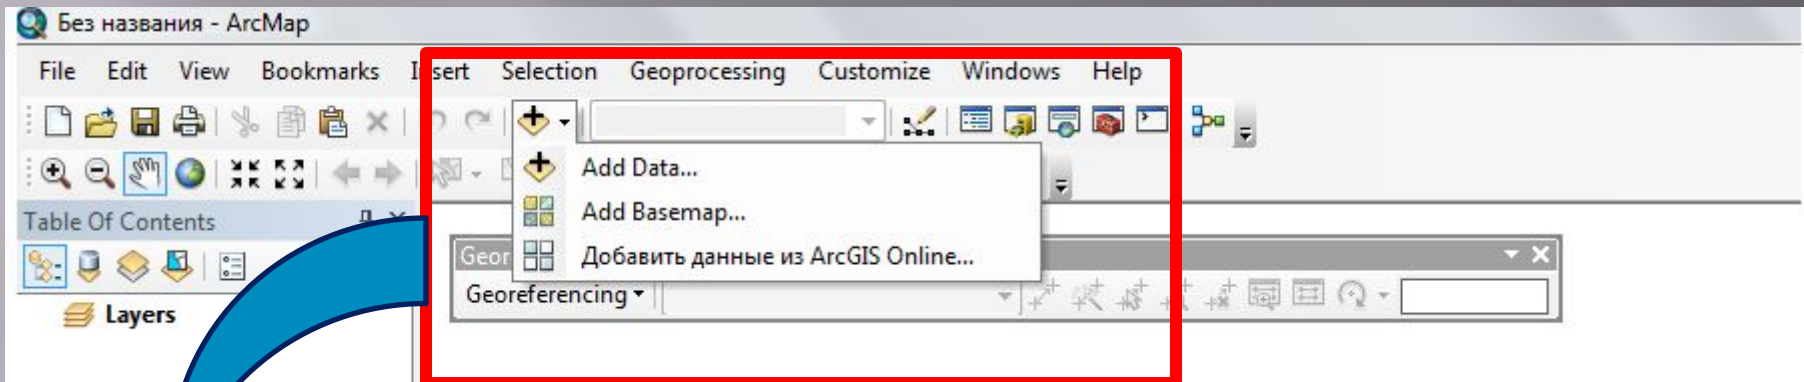 Без названия - ArcMap
File Edit View Bookmarks Insert Selection Geoprocessing Customize Windows Help
Add Data...
Table Of Contents
Add Basemap...
Добавить данные из ArcGIS Online...
Georeferencing
Layers